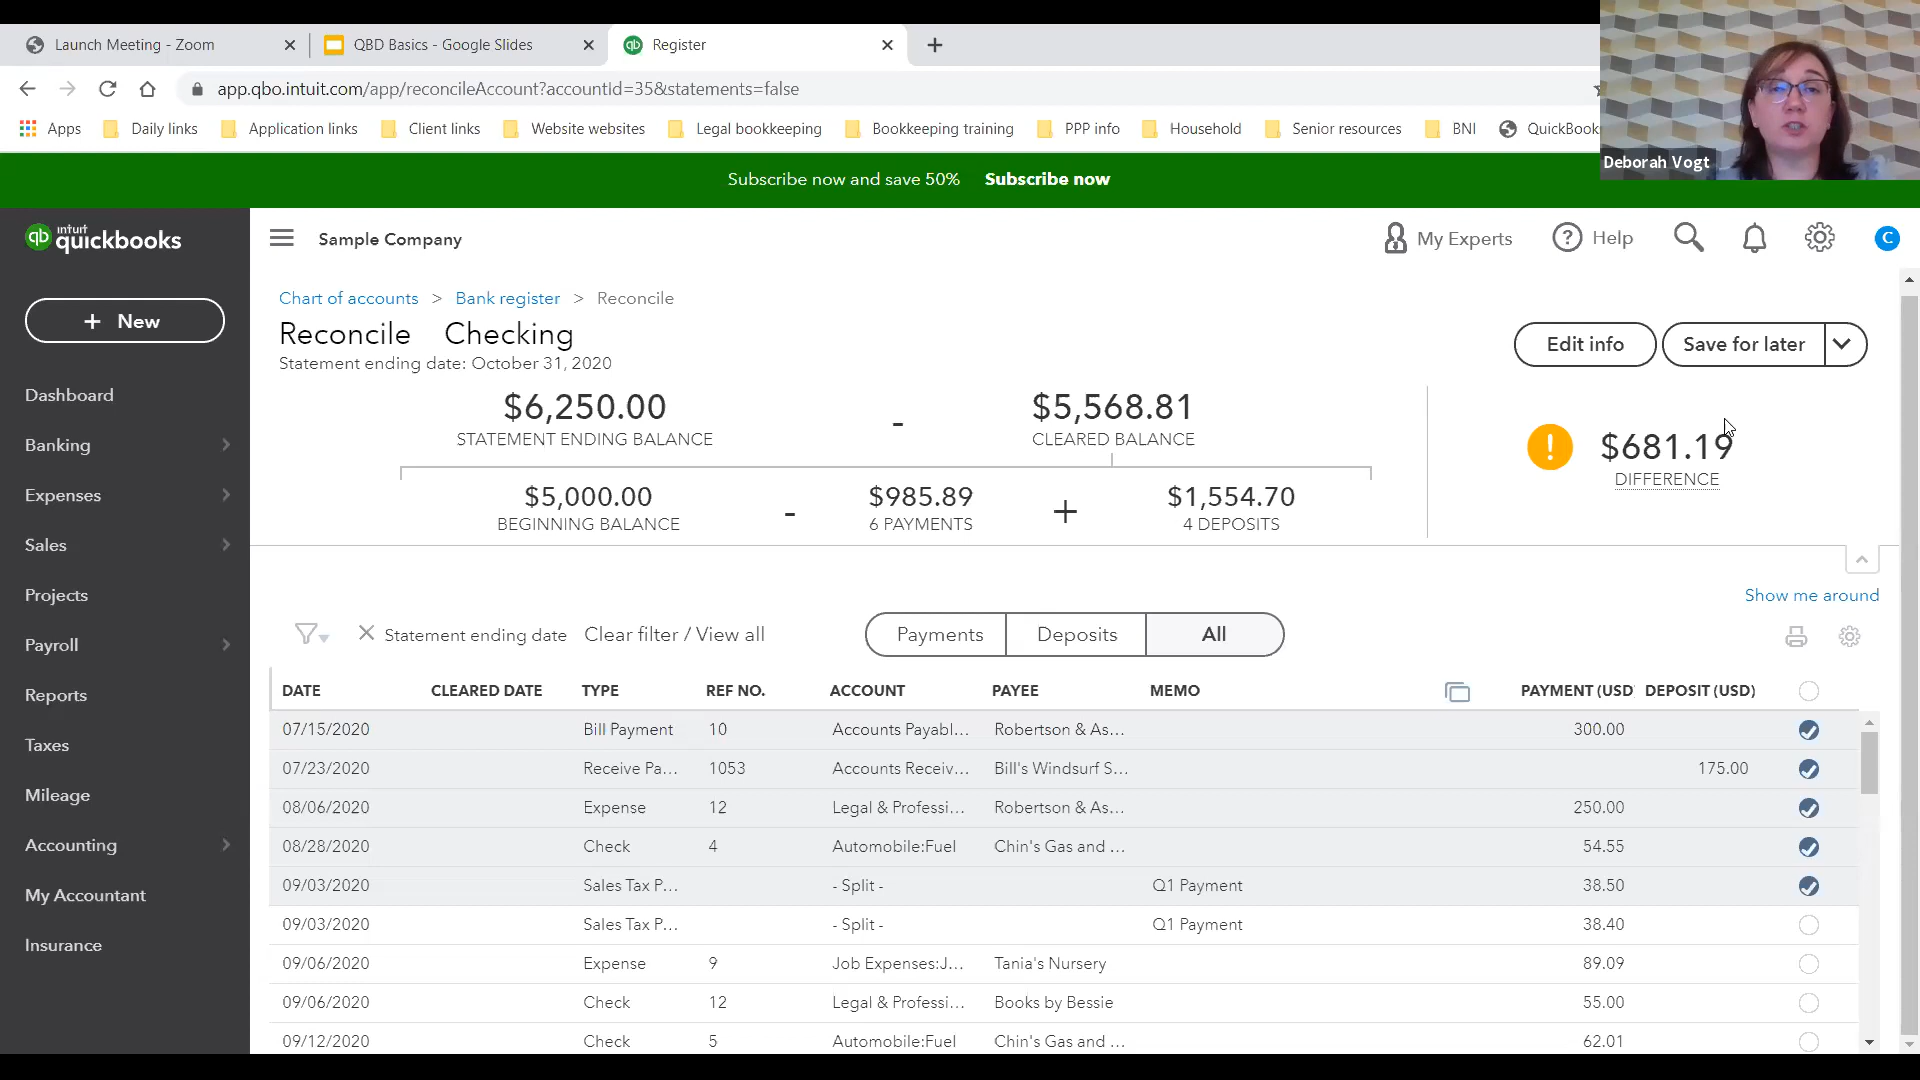 Launch Meeting - Zoom
QBD Basics - Google Slides
Register
app.qbo.intuit.com/app/reconcileAccount?accountId=35&statements=false
Apps
Daily links
Application links
Client links
Website websites
Legal bookkeeping
Bookkeeping training
PPP info
Household
Senior resources
BNI
Deborah Vogt
Subscribe now and save 50% Subscribe now
qb intuit quickbooks
Sample Company
My Experts
Help
C
+ New
Dashboard
Banking
Expenses
Sales
Projects
Payroll
Reports
Taxes
Mileage
Accounting
My Accountant
Insurance
Chart of accounts > Bank register > Reconcile
Reconcile Checking
Statement ending date: October 31, 2020
Edit info
Save for later
$6,250.00 - $5,568.81
STATEMENT ENDING BALANCE CLEARED BALANCE
! $681.19
DIFFERENCE
$5,000.00 - $985.89 + $1,554.70
BEGINNING BALANCE 6 PAYMENTS 4 DEPOSITS
Show me around
Statement ending date Clear filter / View all
Payments Deposits All
DATE CLEARED DATE TYPE REF NO. ACCOUNT PAYEE MEMO PAYMENT (USD DEPOSIT (USD)
07/15/2020 Bill Payment 10 Accounts Payabl... Robertson & As... 300.00
07/23/2020 Receive Pa... 1053 Accounts Receiv... Bill's Windsurf S... 175.00
08/06/2020 Expense 12 Legal & Professi... Robertson & As... 250.00
08/28/2020 Check 4 Automobile:Fuel Chin's Gas and ... 54.55
09/03/2020 Sales Tax P... - Split - Q1 Payment 38.50
09/03/2020 Sales Tax P... - Split - Q1 Payment 38.40
09/06/2020 Expense 9 Job Expenses:J... Tania's Nursery 89.09
09/06/2020 Check 12 Legal & Professi... Books by Bessie 55.00
09/12/2020 Check 5 Automobile:Fuel Chin's Gas and ... 62.01